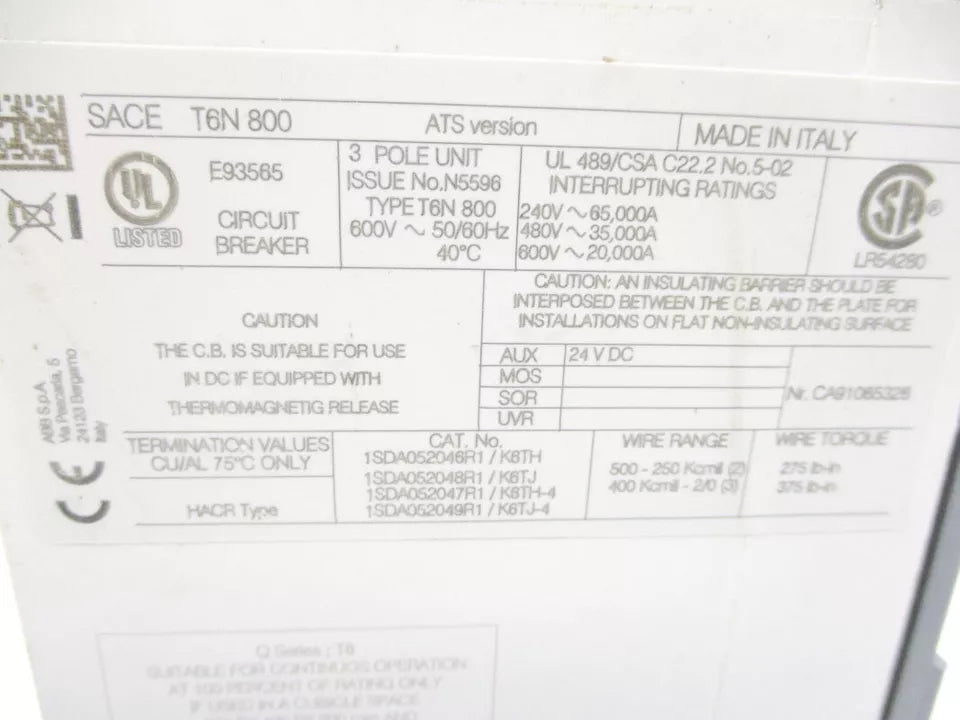 SACE T6N 800 ATS version MADE IN ITALY
UL
LISTED
E93565
CIRCUIT
BREAKER
3 POLE UNIT
ISSUE No.N5596
TYPE T6N 800
600V ~ 50/60Hz
40°C
UL 489/CSA C22.2 No.5-02
INTERRUPTING RATINGS
240V ~ 65,000A
480V ~ 35,000A
600V ~ 20,000A
SA ®
LR54280
CAUTION
THE C.B. IS SUITABLE FOR USE
IN DC IF EQUIPPED WITH
THERMOMAGNETIG RELEASE
CAUTION: AN INSULATING BARRIER SHOULD BE
INTERPOSED BETWEEN THE C.B. AND THE PLATE FOR
INSTALLATIONS ON FLAT NON-INSULATING SURFACE
AUX 24 V DC
MOS
SOR
UVR
Nr. CA91065326
ABB S.p.A.
Via Pescaria, 5
24123 Bergamo
Italy
CE
TERMINATION VALUES
CU/AL 75°C ONLY
HACR Type
CAT. No.
1SDA052046R1 / K6TH
1SDA052048R1 / K6TJ
1SDA052047R1 / K6TH-4
1SDA052049R1 / K6TJ-4
WIRE RANGE
500 - 250 Kcmil (2)
400 Kcmil - 2/0 (3)
WIRE TORQUE
275 lb-in
375 lb-in
Q Series : T6
SUITABLE FOR CONTINUOS OPERATION
AT 100 PERCENT OF RATING ONLY
IF USED IN A CUBICLE SPACE